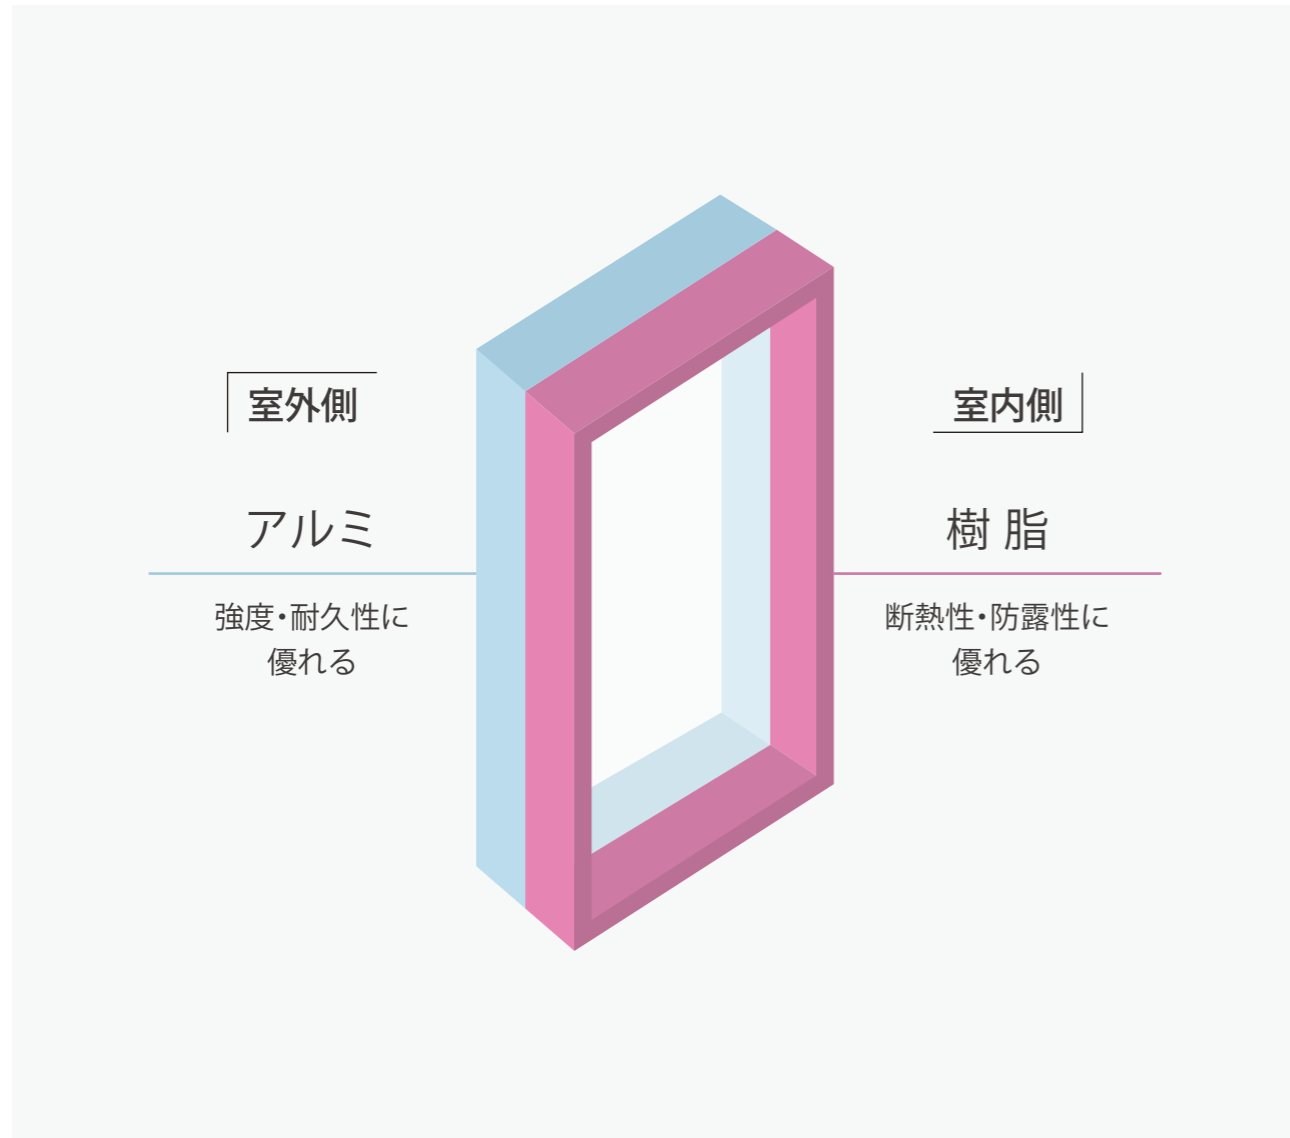 室外側
アルミ
強度・耐久性に
優れる
室内側
樹脂
断熱性・防露性に
優れる